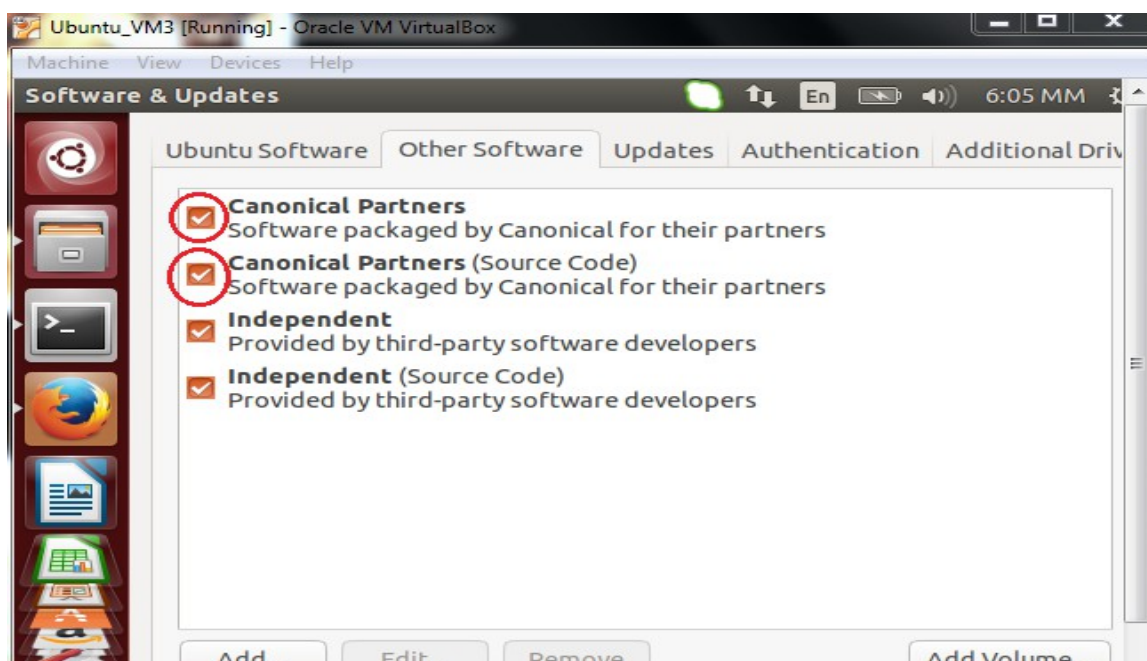 Ubuntu_VM3 [Running] - Oracle VM VirtualBox
Machine View Devices Help
Software & Updates En 6:05 MM
Ubuntu Software Other Software Updates Authentication Additional Driv
Canonical Partners
Software packaged by Canonical for their partners
Canonical Partners (Source Code)
Software packaged by Canonical for their partners
Independent
Provided by third-party software developers
Independent (Source Code)
Provided by third-party software developers
Add... Edit... Remove Add Volume...